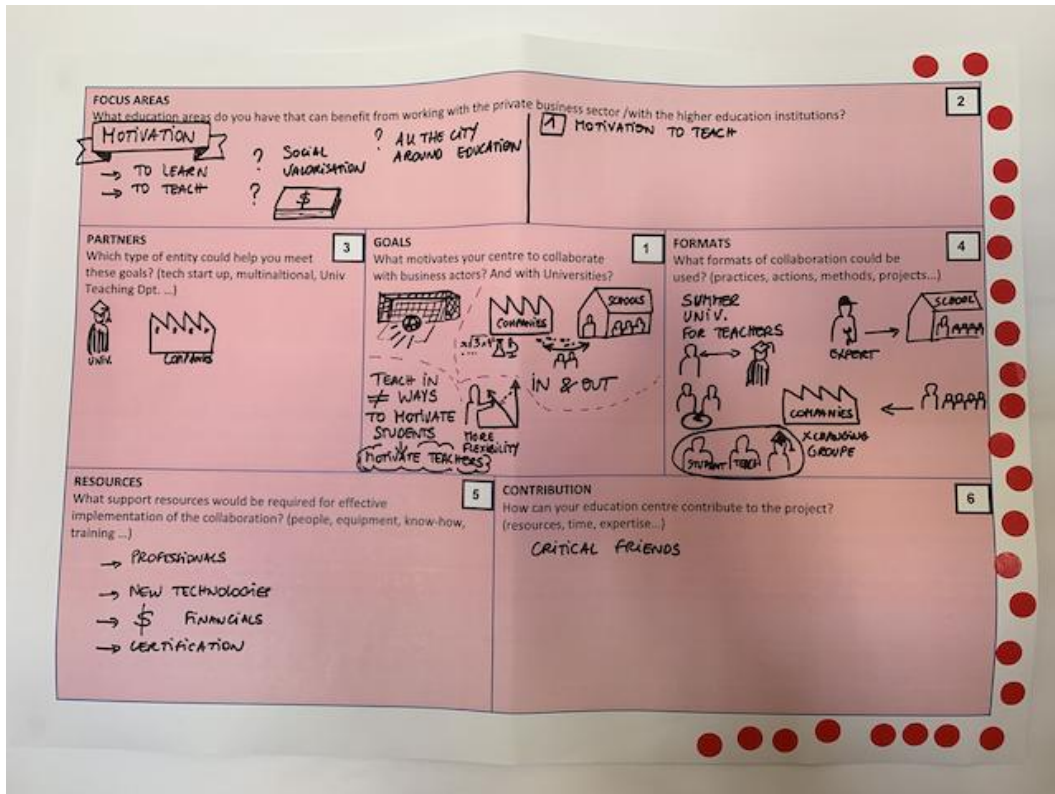 FOCUS AREAS
2
What education areas do you have that can benefit from working with the private business sector /with the higher education institutions?
MOTIVATION
→ TO LEARN
→ TO TEACH
? SOCIAL
VALORISATION
? $
? ALL THE CITY
AROUND EDUCATION
1 MOTIVATION TO TEACH
PARTNERS
3
Which type of entity could help you meet
these goals? (tech start up, multinaltional, Univ
Teaching Dpt. ...)
UNIV.
COMPANIES
GOALS
1
What motivates your centre to collaborate
with business actors? And with Universities?
COMPANIES
SCHOOLS
IN & OUT
TEACH IN
≠ WAYS
TO MOTIVATE
STUDENTS
MOTIVATE TEACHERS
MORE
FLEXIBILITY
FORMATS
4
What formats of collaboration could be
used? (practices, actions, methods, projects...)
SUMMER
UNIV.
FOR TEACHERS
EXPERT
SCHOOL
COMPANIES
XCHANGING
GROUPE
STUDENT TEACH
RESOURCES
5
What support resources would be required for effective
implementation of the collaboration? (people, equipment, know-how,
training ...)
→ PROFESSIONALS
→ NEW TECHNOLOGIES
→ $ FINANCIALS
→ CERTIFICATION
CONTRIBUTION
6
How can your education centre contribute to the project?
(resources, time, expertise...)
CRITICAL FRIENDS